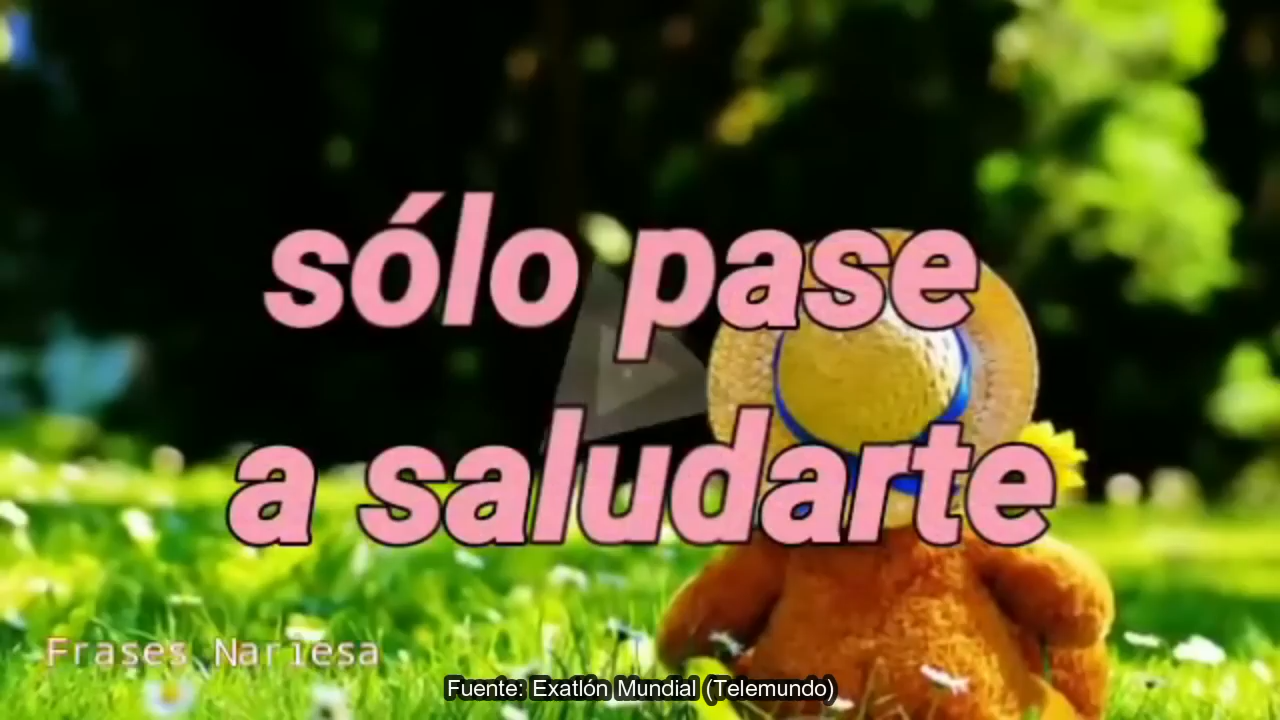 sólo pase
a saludarte
Frases Nariesa
Fuente: Exatlón Mundial (Telemundo)